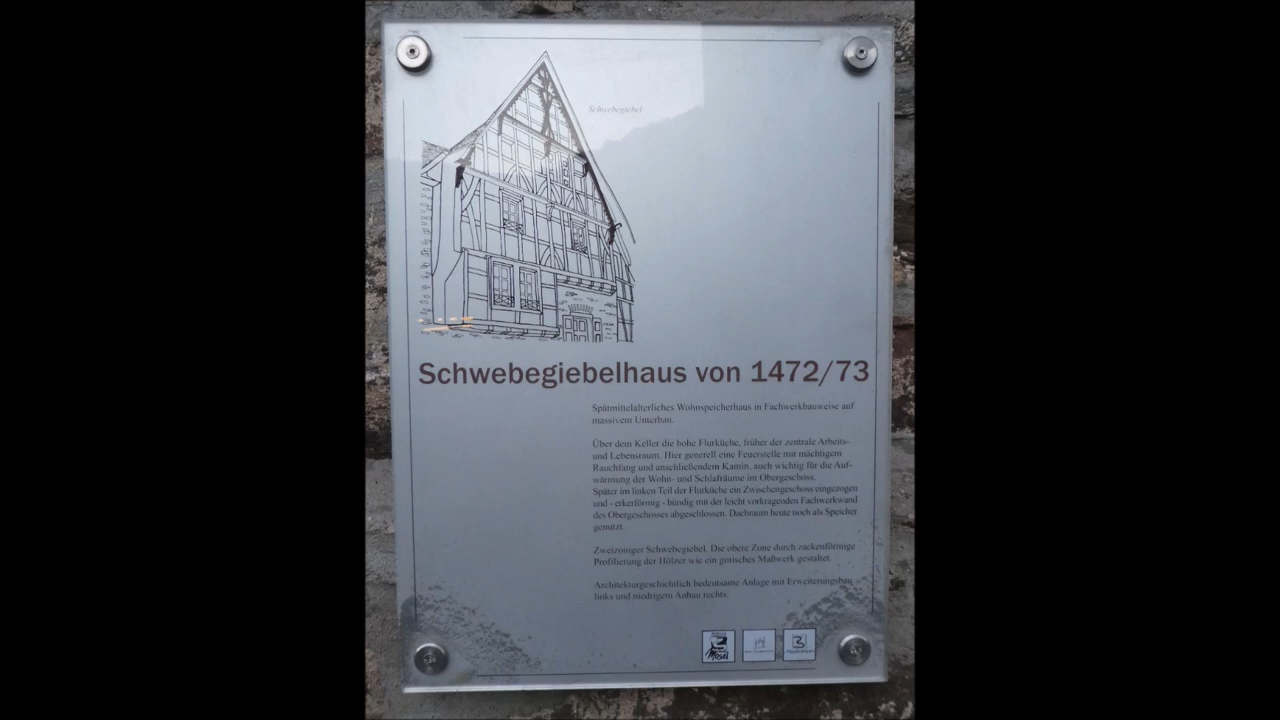 Schwebegiebel
Schwebegiebelhaus von 1472/73
Spätmittelalterliches Wohnspeicherhaus in Fachwerkbauweise auf
massivem Unterbau.
Über dem Keller die hohe Flurküche, früher der zentrale Arbeits-
und Lebensraum. Hier generell eine Feuerstelle mit mächtigem
Rauchfang und anschließendem Kamin, auch wichtig für die Auf-
wärmung der Wohn- und Schlafräume im Obergeschoss.
Später im linken Teil der Flurküche ein Zwischengeschoss eingezogen
und - erkerförmig - bündig mit der leicht vorkragenden Fachwerkwand
des Obergeschosses abgeschlossen. Dachraum heute noch als Speicher
genutzt.
Zweizoniger Schwebegiebel. Die obere Zone durch zackenförmige
Profilierung der Hölzer wie ein gotisches Maßwerk gestaltet.
Architekturgeschichtlich bedeutsame Anlage mit Erweiterungsbau
links und niedrigem Anbau rechts.
Mosel